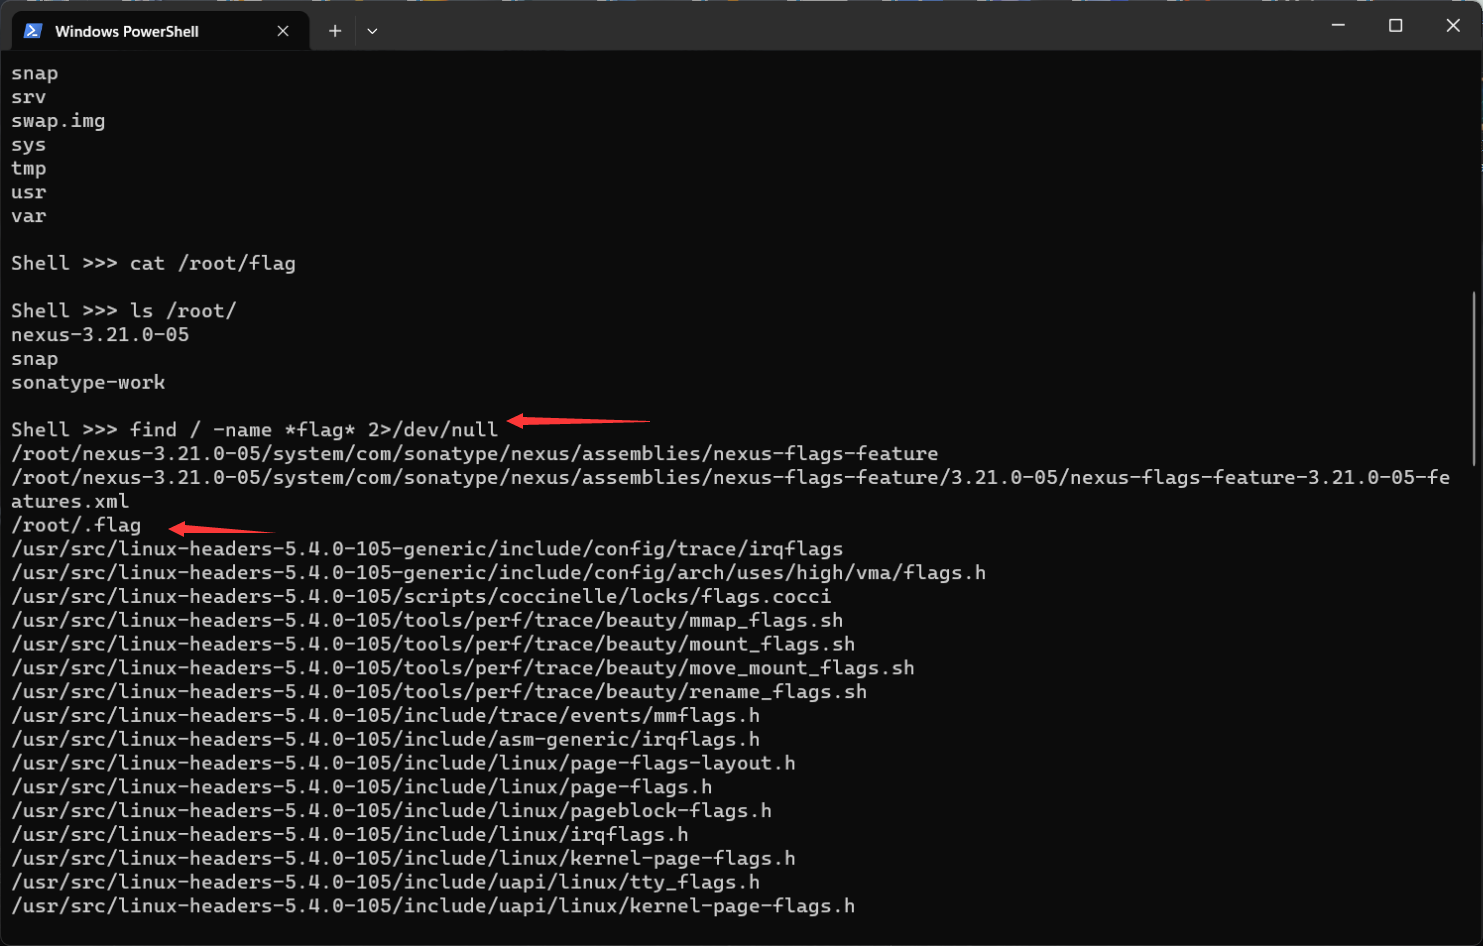 Windows PowerShell
snap
srv
swap.img
sys
tmp
usr
var
Shell >>> cat /root/flag
Shell >>> ls /root/
nexus-3.21.0-05
snap
sonatype-work
Shell >>> find / -name *flag* 2>/dev/null
/root/nexus-3.21.0-05/system/com/sonatype/nexus/assemblies/nexus-flags-feature
/root/nexus-3.21.0-05/system/com/sonatype/nexus/assemblies/nexus-flags-feature/3.21.0-05/nexus-flags-feature-3.21.0-05-fe
atures.xml
/root/.flag
/usr/src/linux-headers-5.4.0-105-generic/include/config/trace/irqflags
/usr/src/linux-headers-5.4.0-105-generic/include/config/arch/uses/high/vma/flags.h
/usr/src/linux-headers-5.4.0-105/scripts/coccinelle/locks/flags.cocci
/usr/src/linux-headers-5.4.0-105/tools/perf/trace/beauty/mmap_flags.sh
/usr/src/linux-headers-5.4.0-105/tools/perf/trace/beauty/mount_flags.sh
/usr/src/linux-headers-5.4.0-105/tools/perf/trace/beauty/move_mount_flags.sh
/usr/src/linux-headers-5.4.0-105/tools/perf/trace/beauty/rename_flags.sh
/usr/src/linux-headers-5.4.0-105/include/trace/events/mmflags.h
/usr/src/linux-headers-5.4.0-105/include/asm-generic/irqflags.h
/usr/src/linux-headers-5.4.0-105/include/linux/page-flags-layout.h
/usr/src/linux-headers-5.4.0-105/include/linux/page-flags.h
/usr/src/linux-headers-5.4.0-105/include/linux/pageblock-flags.h
/usr/src/linux-headers-5.4.0-105/include/linux/irqflags.h
/usr/src/linux-headers-5.4.0-105/include/linux/kernel-page-flags.h
/usr/src/linux-headers-5.4.0-105/include/uapi/linux/tty_flags.h
/usr/src/linux-headers-5.4.0-105/include/uapi/linux/kernel-page-flags.h